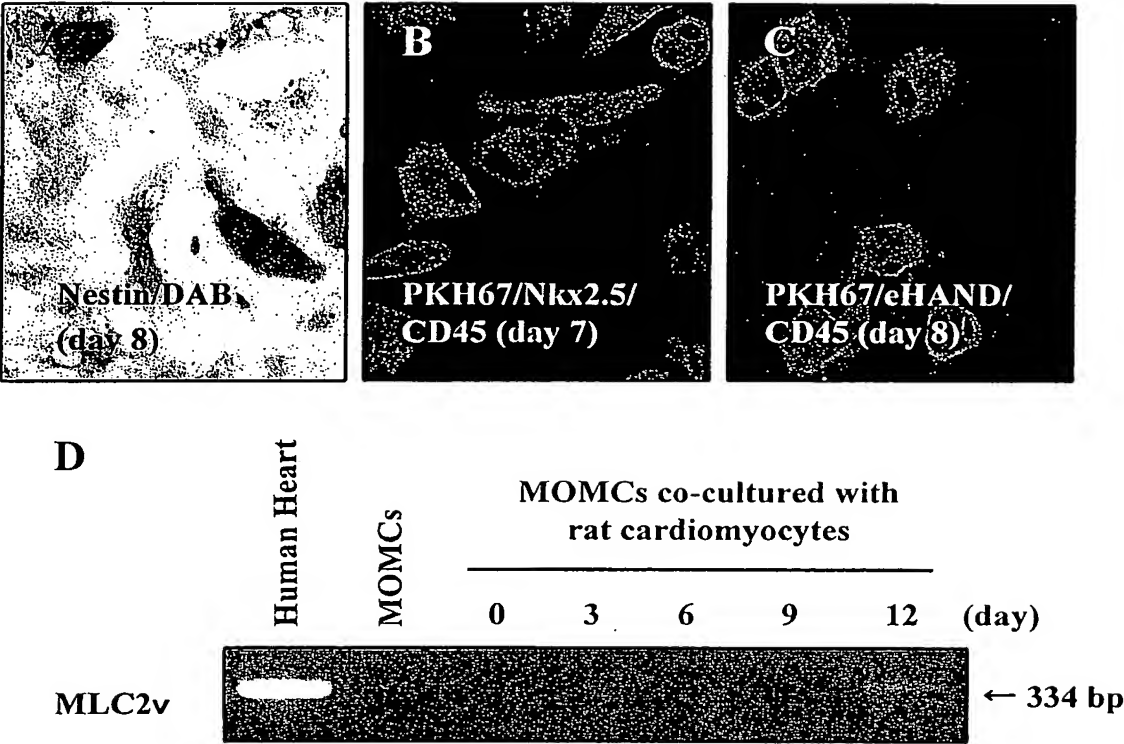 Nestin/DAB
(day 8)
B
PKH67/Nkx2.5/
CD45 (day 7)
C
PKH67/eHAND/
CD45 (day 8)
D
Human Heart
MOMCs
MOMCs co-cultured with
rat cardiomyocytes
0 3 6 9 12 (day)
MLC2v
← 334 bp